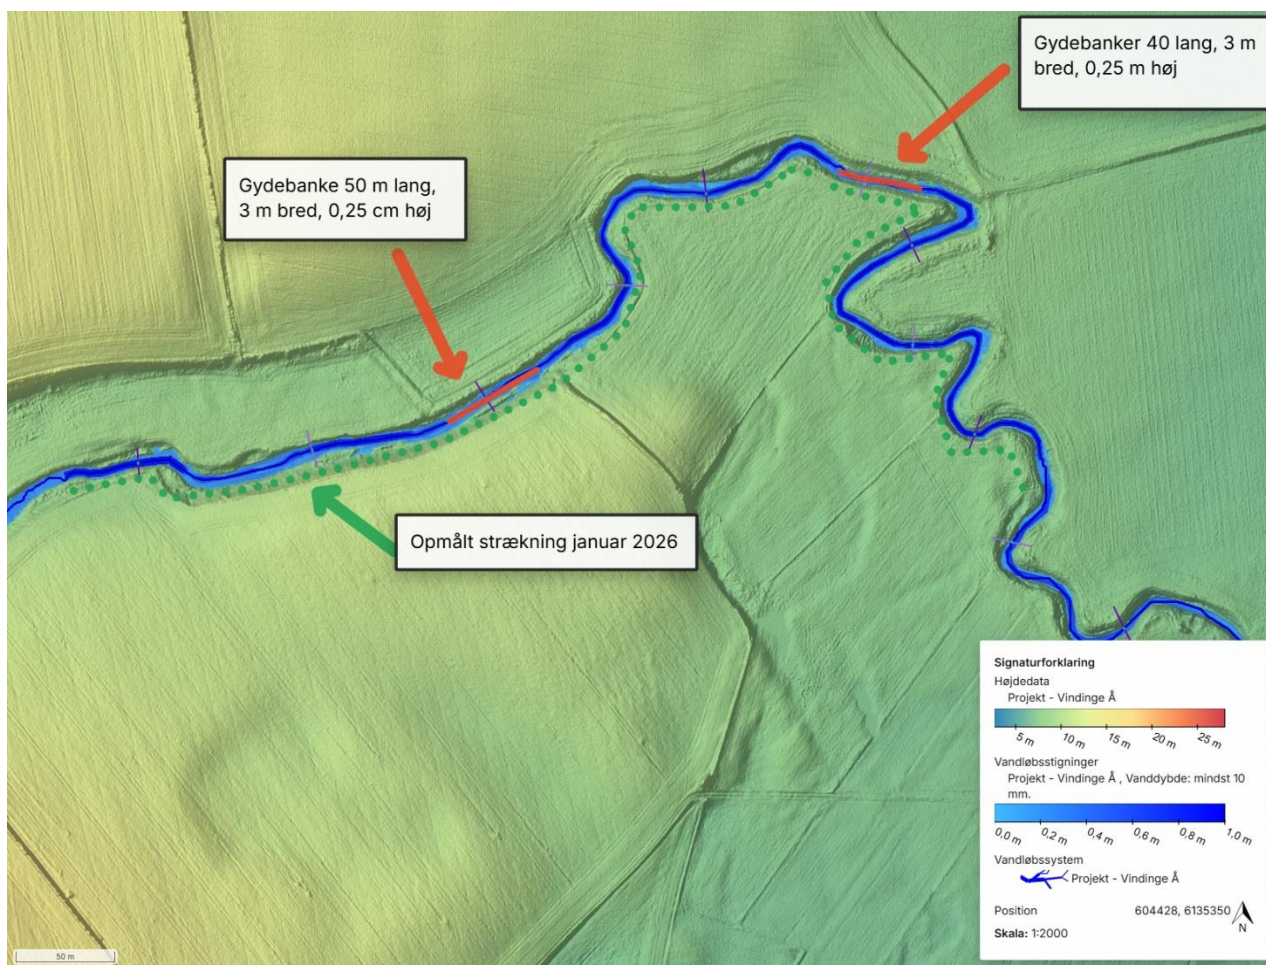 Gydebanker 40 lang, 3 m
bred, 0,25 m høj
Gydebanke 50 m lang,
3 m bred, 0,25 cm høj
Opmålt strækning januar 2026
Signaturforklaring
Højdedata
Projekt - Vindinge Å
5 m 10 m 15 m 20 m 25 m
Vandløbsstigninger
Projekt - Vindinge Å , Vanddybde: mindst 10
mm.
0,0 m 0,2 m 0,4 m 0,6 m 0,8 m 1,0 m
Vandløbssystem
Projekt - Vindinge Å
Position 604428, 6135350
Skala: 1:2000
N
50 m